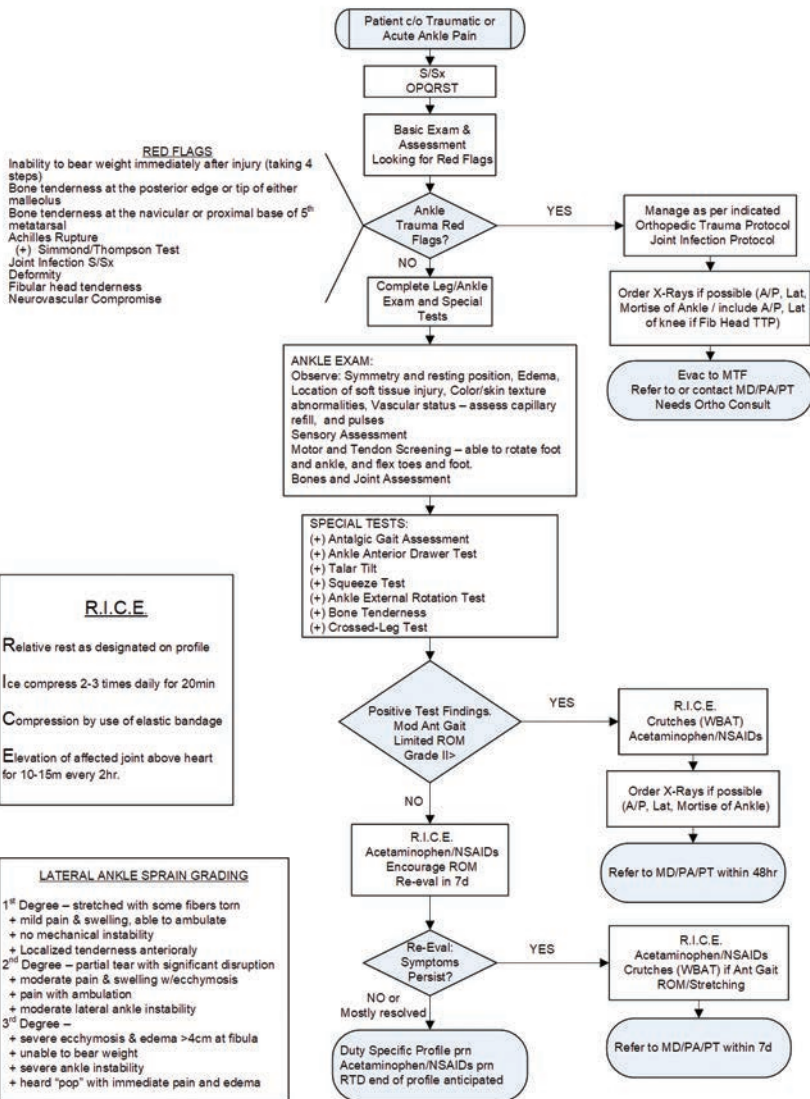 Patient c/o Traumatic or
Acute Ankle Pain
S/Sx
OPQRST
Basic Exam &
Assessment
Looking for Red Flags
RED FLAGS
Inability to bear weight immediately after injury (taking 4
steps)
Bone tenderness at the posterior edge or tip of either
malleolus
Bone tenderness at the navicular or proximal base of 5th
metatarsal
Achilles Rupture
(+) Simmond/Thompson Test
Joint Infection S/Sx
Deformity
Fibular head tenderness
Neurovascular Compromise
Ankle
Trauma Red
Flags?
YES
Manage as per indicated
Orthopedic Trauma Protocol
Joint Infection Protocol
Order X-Rays if possible (A/P, Lat,
Mortise of Ankle / include A/P, Lat
of knee if Fib Head TTP)
Evac to MTF
Refer to or contact MD/PA/PT
Needs Ortho Consult
NO
Complete Leg/Ankle
Exam and Special
Tests
ANKLE EXAM:
Observe: Symmetry and resting position, Edema,
Location of soft tissue injury, Color/skin texture
abnormalities, Vascular status – assess capillary
refill, and pulses
Sensory Assessment
Motor and Tendon Screening – able to rotate foot
and ankle, and flex toes and foot.
Bones and Joint Assessment
SPECIAL TESTS:
(+) Antalgic Gait Assessment
(+) Ankle Anterior Drawer Test
(+) Talar Tilt
(+) Squeeze Test
(+) Ankle External Rotation Test
(+) Bone Tenderness
(+) Crossed-Leg Test
R.I.C.E.
Relative rest as designated on profile
Ice compress 2-3 times daily for 20min
Compression by use of elastic bandage
Elevation of affected joint above heart
for 10-15m every 2hr.
Positive Test Findings.
Mod Ant Gait
Limited ROM
Grade II>
YES
R.I.C.E.
Crutches (WBAT)
Acetaminophen/NSAIDs
Order X-Rays if possible
(A/P, Lat, Mortise of Ankle)
Refer to MD/PA/PT within 48hr
NO
R.I.C.E.
Acetaminophen/NSAIDs
Encourage ROM
Re-eval in 7d
Re-Eval:
Symptoms
Persist?
YES
R.I.C.E.
Acetaminophen/NSAIDs
Crutches (WBAT) if Ant Gait
ROM/Stretching
Refer to MD/PA/PT within 7d
NO or
Mostly resolved
Duty Specific Profile prn
Acetaminophen/NSAIDs prn
RTD end of profile anticipated
LATERAL ANKLE SPRAIN GRADING
1st Degree – stretched with some fibers torn
+ mild pain & swelling, able to ambulate
+ no mechanical instability
+ Localized tenderness anterioraly
2nd Degree – partial tear with significant disruption
+ moderate pain & swelling w/ecchymosis
+ pain with ambulation
+ moderate lateral ankle instability
3rd Degree –
+ severe ecchymosis & edema >4cm at fibula
+ unable to bear weight
+ severe ankle instability
+ heard "pop" with immediate pain and edema